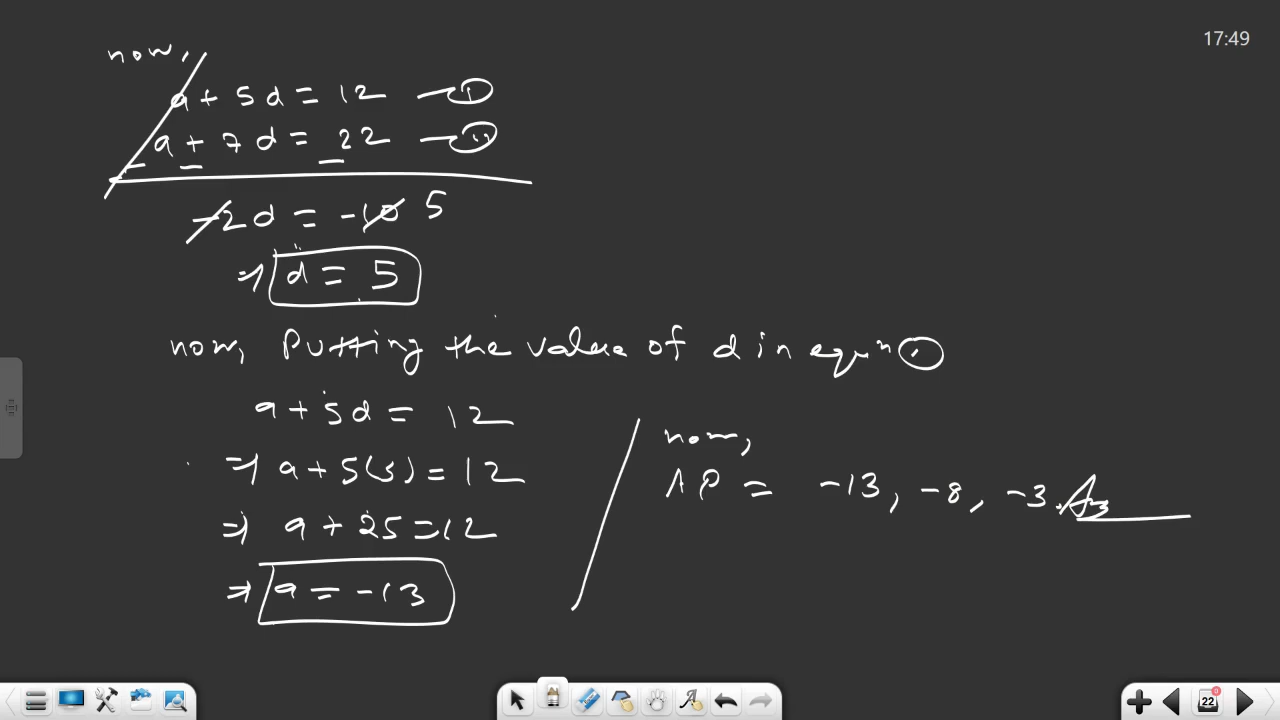 17:49
now,
a + 5d = 12 — ①
a + 7d = 22 — ②
-2d = -10 5
⇒ d = 5
now, Putting the value of d in equⁿ ①
a + 5d = 12
⇒ a + 5(5) = 12
⇒ a + 25 = 12
⇒ a = -13
now,
AP = -13, -8, -3. Ans
22